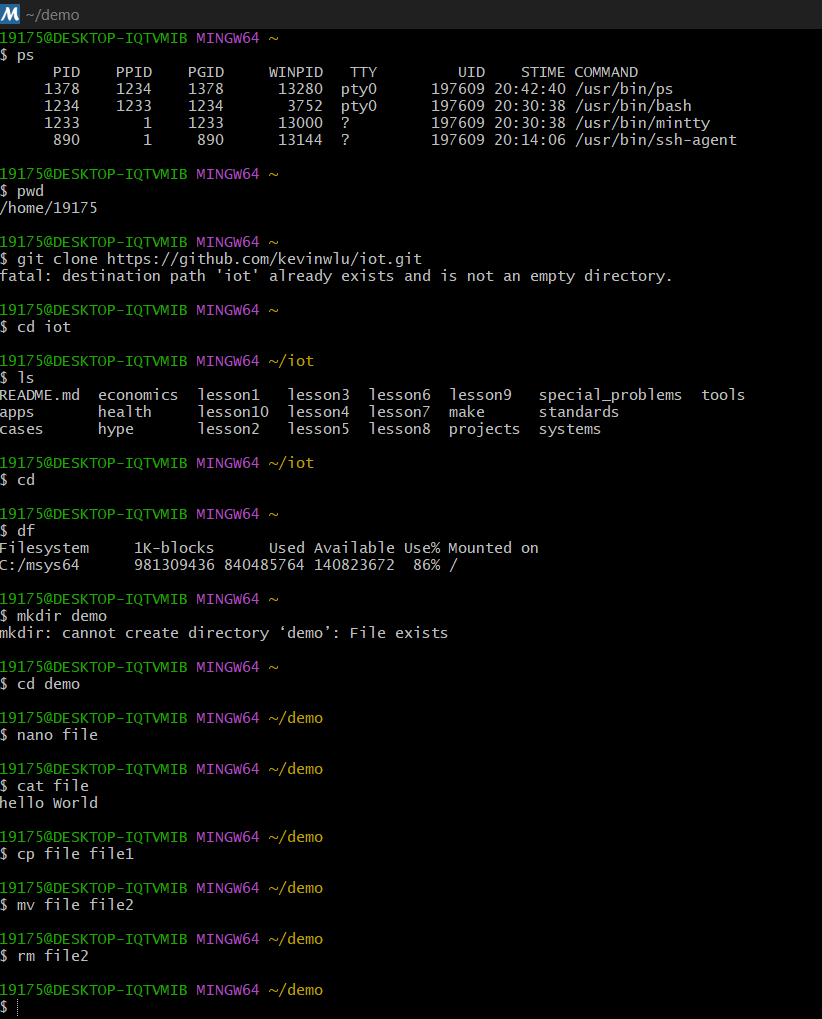 M ~/demo
19175@DESKTOP-IQTVMIB MINGW64 ~
$ ps
      PID    PPID    PGID     WINPID   TTY         UID    STIME COMMAND
     1378    1234    1378      13280  pty0      197609 20:42:40 /usr/bin/ps
     1234    1233    1234       3752  pty0      197609 20:30:38 /usr/bin/bash
     1233       1    1233      13000  ?         197609 20:30:38 /usr/bin/mintty
      890       1     890      13144  ?         197609 20:14:06 /usr/bin/ssh-agent
19175@DESKTOP-IQTVMIB MINGW64 ~
$ pwd
/home/19175
19175@DESKTOP-IQTVMIB MINGW64 ~
$ git clone https://github.com/kevinwlu/iot.git
fatal: destination path 'iot' already exists and is not an empty directory.
19175@DESKTOP-IQTVMIB MINGW64 ~
$ cd iot
19175@DESKTOP-IQTVMIB MINGW64 ~/iot
$ ls
README.md  economics  lesson1   lesson3  lesson6  lesson9   special_problems  tools
apps       health     lesson10  lesson4  lesson7  make      standards
cases      hype       lesson2   lesson5  lesson8  projects  systems
19175@DESKTOP-IQTVMIB MINGW64 ~/iot
$ cd
19175@DESKTOP-IQTVMIB MINGW64 ~
$ df
Filesystem     1K-blocks      Used Available Use% Mounted on
C:/msys64      981309436 840485764 140823672  86% /
19175@DESKTOP-IQTVMIB MINGW64 ~
$ mkdir demo
mkdir: cannot create directory ‘demo’: File exists
19175@DESKTOP-IQTVMIB MINGW64 ~
$ cd demo
19175@DESKTOP-IQTVMIB MINGW64 ~/demo
$ nano file
19175@DESKTOP-IQTVMIB MINGW64 ~/demo
$ cat file
hello World
19175@DESKTOP-IQTVMIB MINGW64 ~/demo
$ cp file file1
19175@DESKTOP-IQTVMIB MINGW64 ~/demo
$ mv file file2
19175@DESKTOP-IQTVMIB MINGW64 ~/demo
$ rm file2
19175@DESKTOP-IQTVMIB MINGW64 ~/demo
$